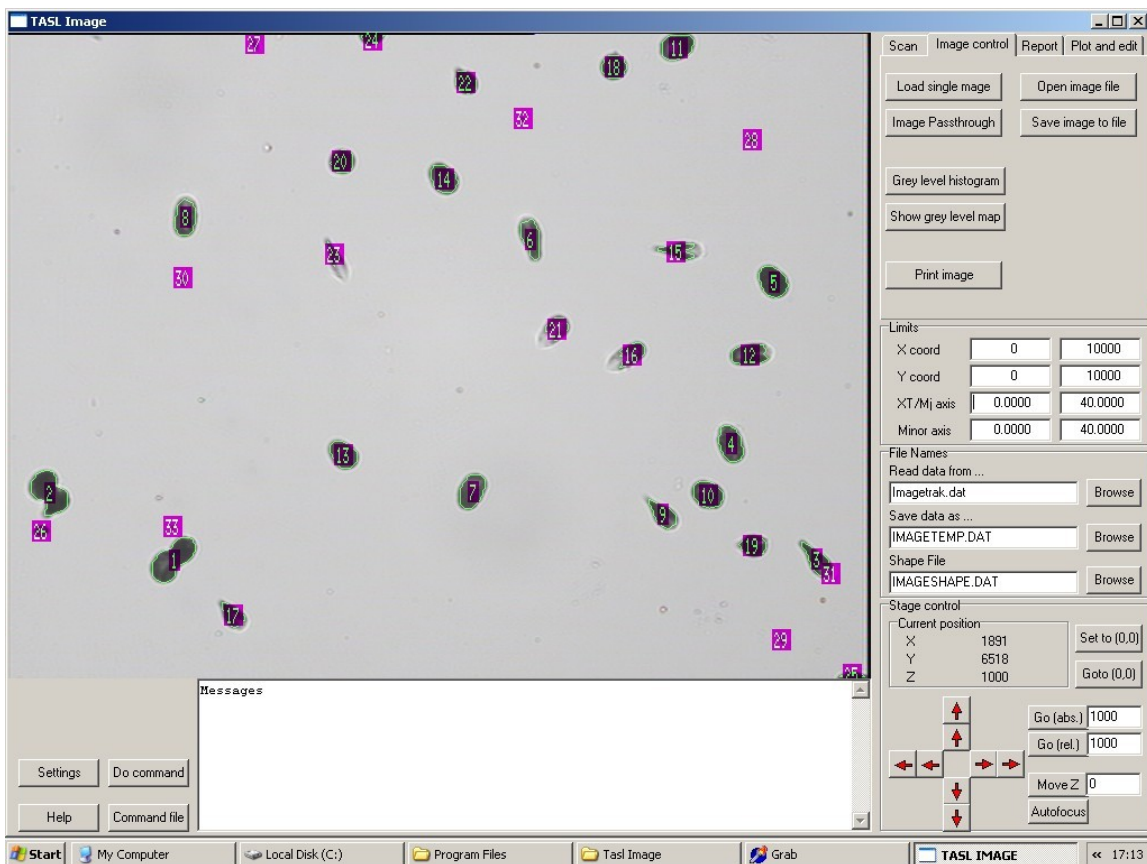 TASL Image
27
24
11
18
22
32
28
20
14
8
6
23
15
30
5
21
16
12
4
13
2
7
10
9
26
33
19
1
3
31
17
29
25
Scan Image control Report Plot and edit
Load single mage Open image file
Image Passthrough Save image to file
Grey level histogram
Show grey level map
Print image
Limits
X coord 0 10000
Y coord 0 10000
XT/Mj axis 0.0000 40.0000
Minor axis 0.0000 40.0000
File Names
Read data from ...
Imagetrak.dat Browse
Save data as ...
IMAGETEMP.DAT Browse
Shape File
IMAGESHAPE.DAT Browse
Stage control
Current position
X 1891
Y 6518
Z 1000
Set to (0,0)
Goto (0,0)
Go (abs.) 1000
Go (rel.) 1000
Move Z 0
Autofocus
Messages
Settings Do command
Help Command file
Start My Computer Local Disk (C:) Program Files Tasl Image Grab TASL IMAGE « 17:13